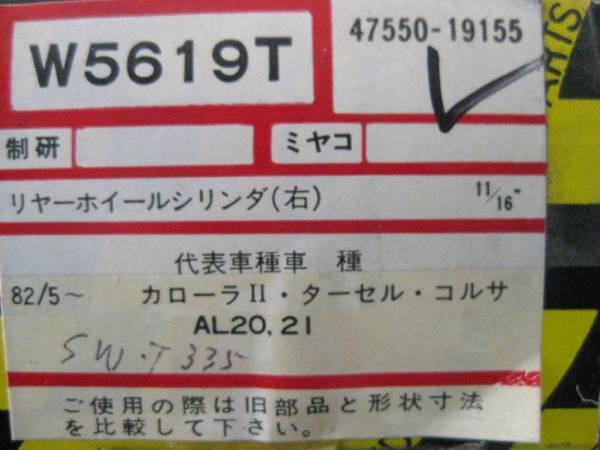 W5619T
47550-19155
制研
ミヤコ
リヤーホイールシリンダ(右) 11/16"
代表車種車 種
82/5~ カローラII・ターセル・コルサ
AL20,21
SW・T335
ご使用の際は旧部品と形状寸法
を比較して下さい。
ARTS